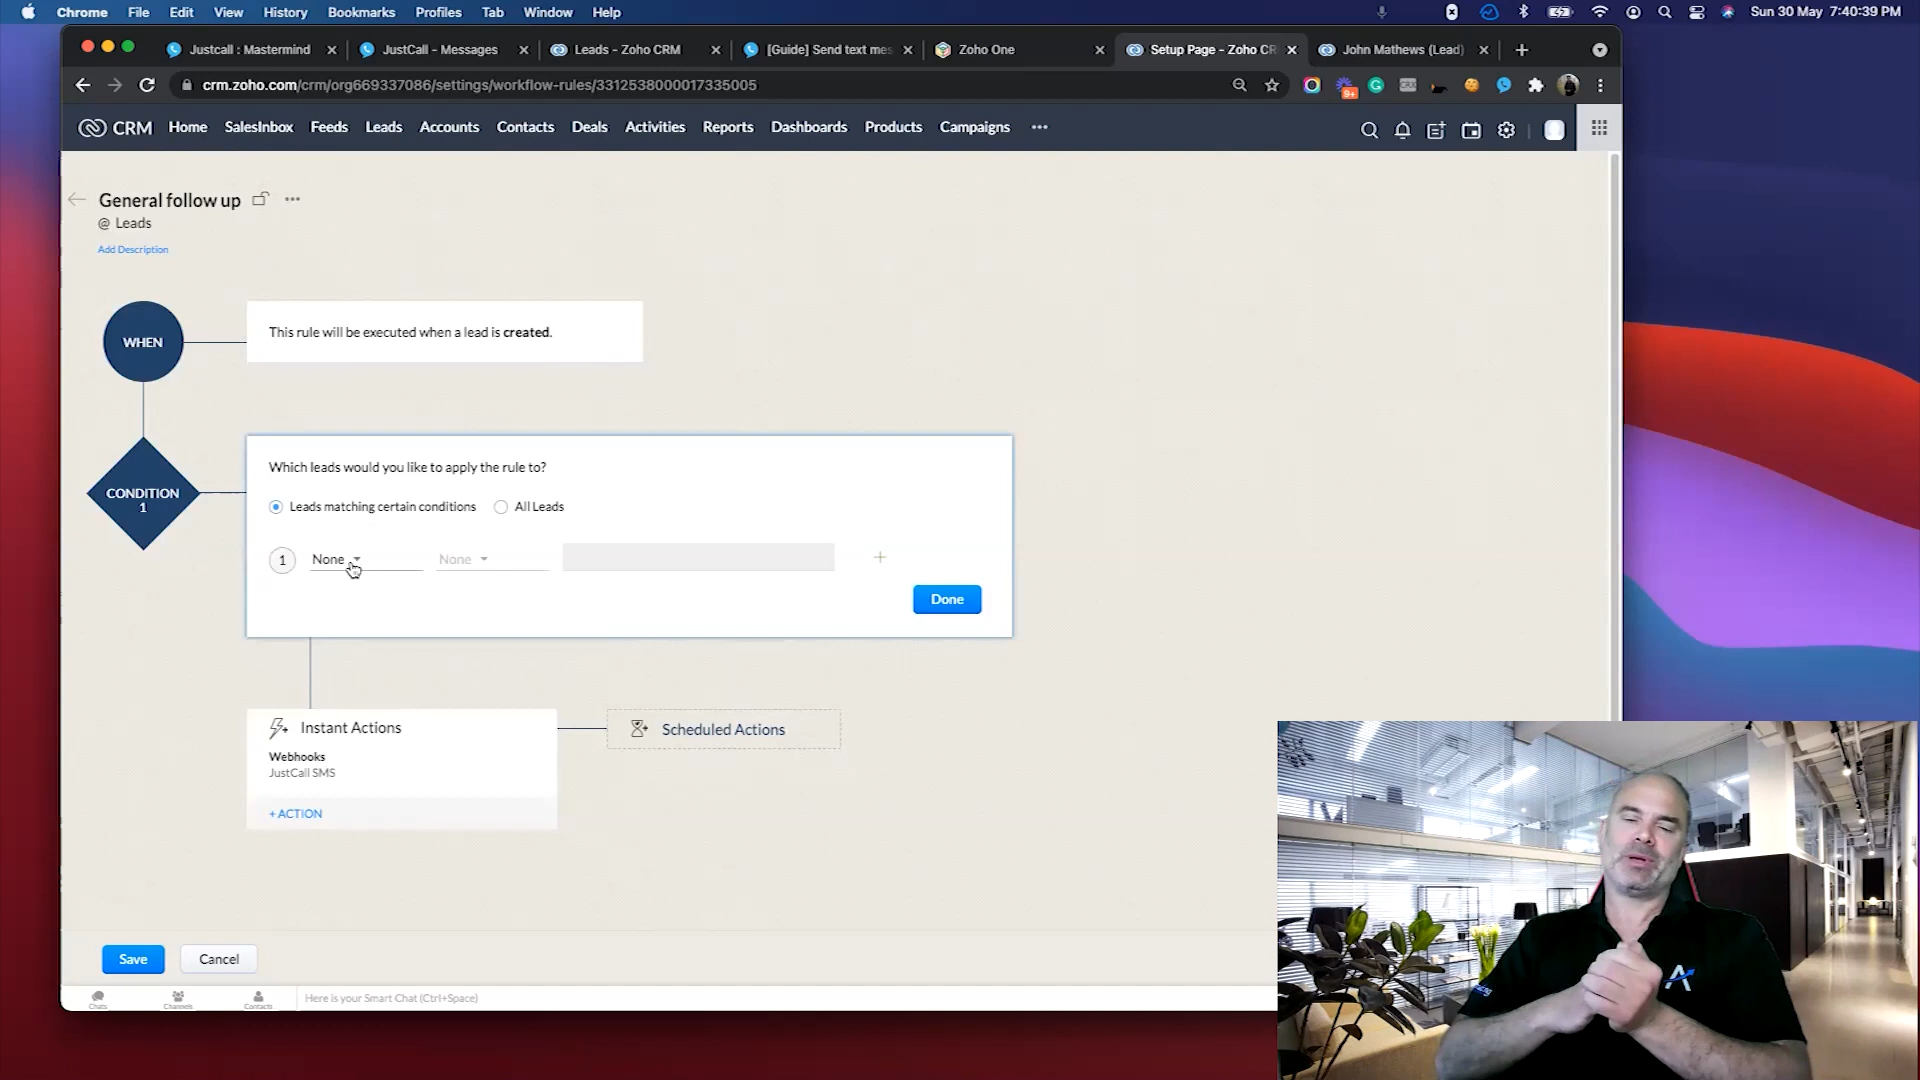 Chrome File Edit View History Bookmarks Profiles Tab Window Help Sun 30 May 7:40:39 PM
Justcall : Mastermind JustCall - Messages Leads - Zoho CRM [Guide] Send text mes Zoho One Setup Page - Zoho CR John Mathews (Lead)
crm.zoho.com/crm/org669337086/settings/workflow-rules/3312538000017335005
9+
CRM Home SalesInbox Feeds Leads Accounts Contacts Deals Activities Reports Dashboards Products Campaigns
General follow up
@ Leads
Add Description
WHEN
This rule will be executed when a lead is created.
CONDITION
1
Which leads would you like to apply the rule to?
Leads matching certain conditions All Leads
1 None None
Done
Instant Actions
Scheduled Actions
Webhooks
JustCall SMS
+ ACTION
Save Cancel
Chats Channels Contacts Here is your Smart Chat (Ctrl+Space)